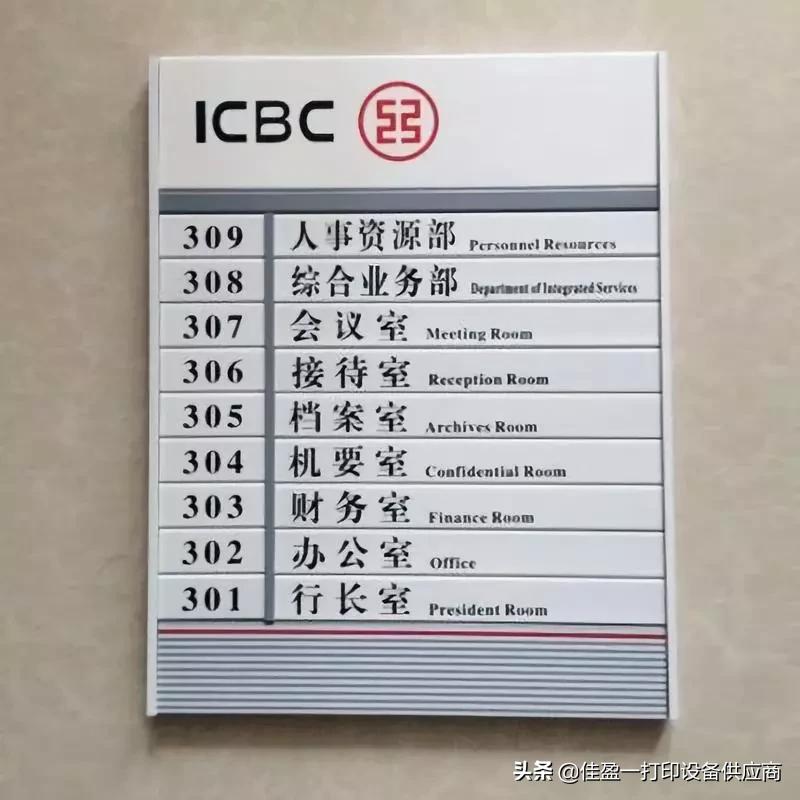 ICBC
309 人事资源部 Personnel Resources
308 综合业务部 Department of Integrated Services
307 会议室 Meeting Room
306 接待室 Reception Room
305 档案室 Archives Room
304 机要室 Confidential Room
303 财务室 Finance Room
302 办公室 Office
301 行长室 President Room
头条 @佳盈一打印设备供应商